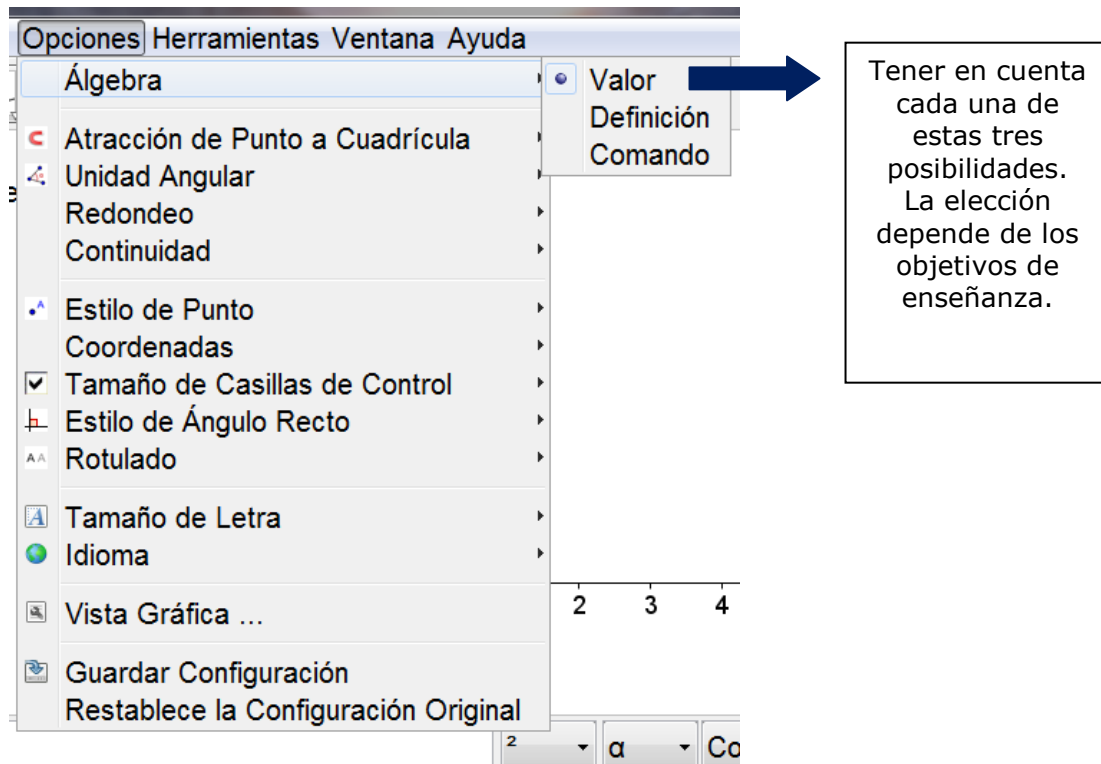 Opciones Herramientas Ventana Ayuda
Álgebra
Valor
Definición
Comando
Atracción de Punto a Cuadrícula
Unidad Angular
Redondeo
Continuidad
Estilo de Punto
Coordenadas
Tamaño de Casillas de Control
Estilo de Ángulo Recto
Rotulado
Tamaño de Letra
Idioma
Vista Gráfica ...
Guardar Configuración
Restablece la Configuración Original
2 3 4
² α Co
Tener en cuenta
cada una de
estas tres
posibilidades.
La elección
depende de los
objetivos de
enseñanza.